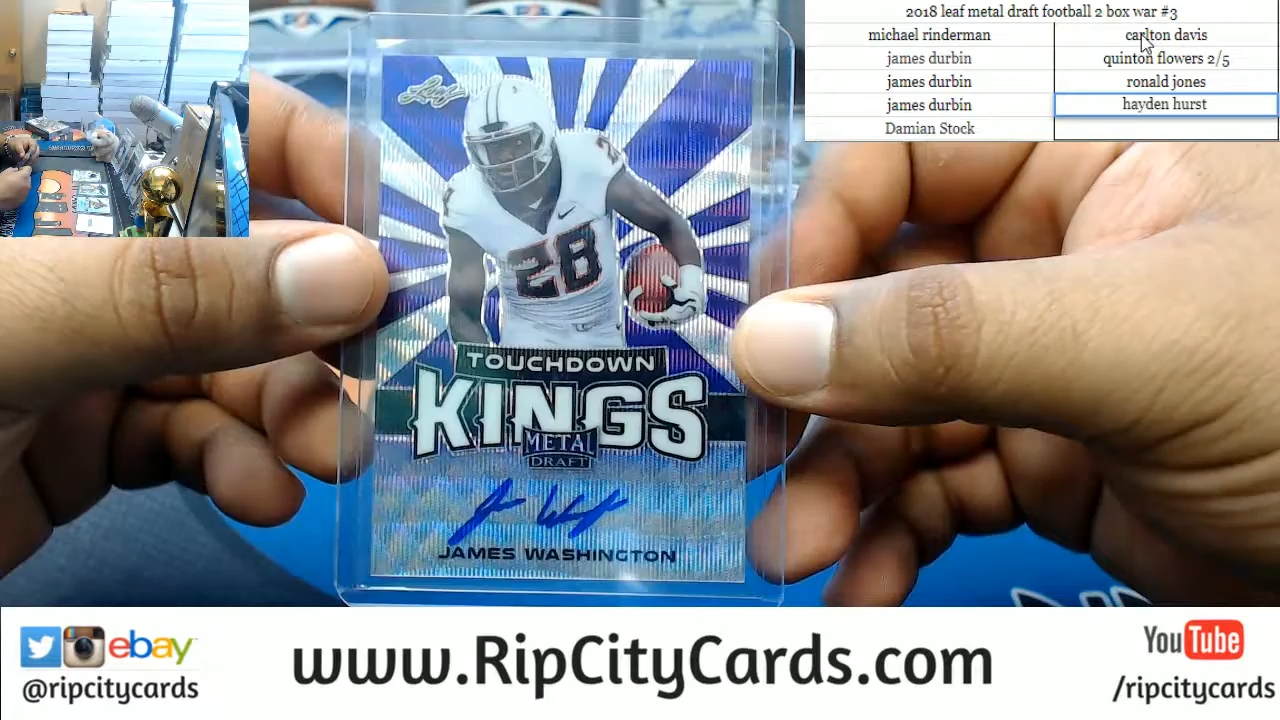 2018 leaf metal draft football 2 box war #3
michael rinderman carlton davis
james durbin quinton flowers 2/5
james durbin ronald jones
james durbin hayden hurst
Damian Stock
Leaf
28
28
TOUCHDOWN
KINGS
METAL
DRAFT
JAMES WASHINGTON
ebay
@ripcitycards
www.RipCityCards.com
YouTube
/ripcitycards